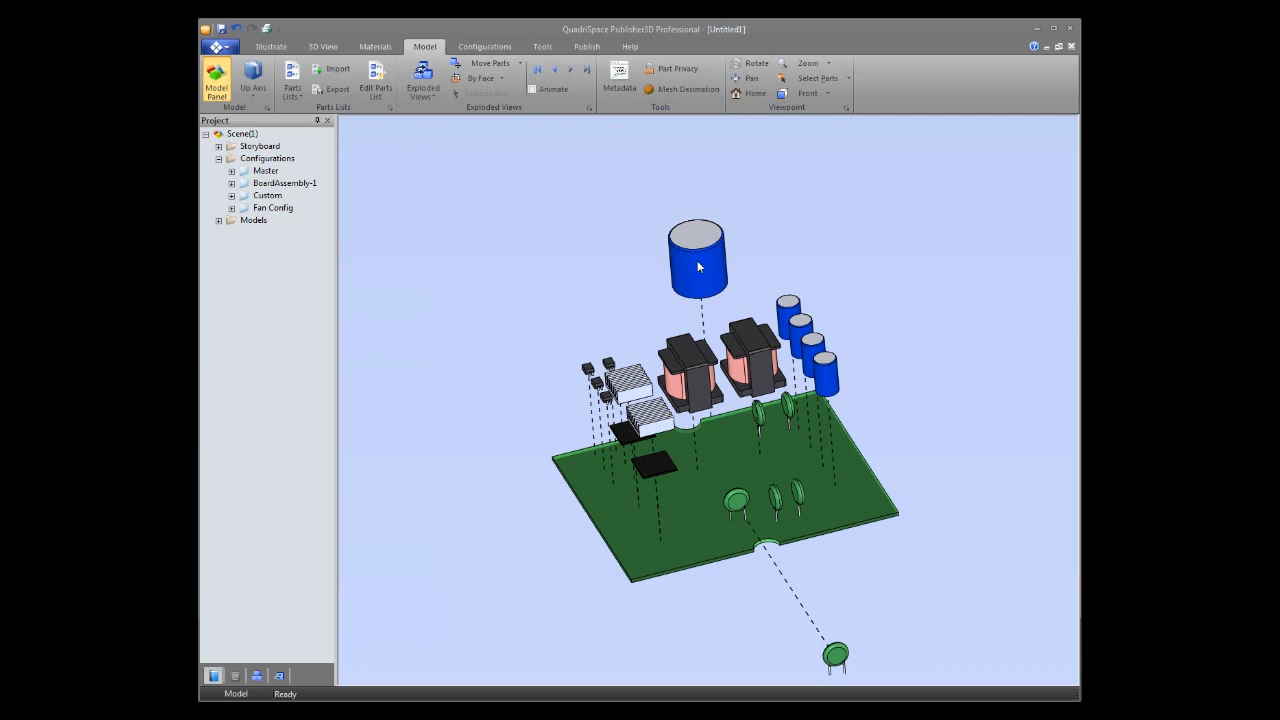 QuadriSpace Publisher3D Professional - [Untitled1]
Illustrate 3D View Materials Model Configurations Tools Publish Help
Model Panel
Up Axis
Model
Parts Lists
Import
Export
Edit Parts List
Parts Lists
Exploded Views
Move Parts
By Face
Animate
Exploded Views
Metadata
Part Privacy
Mesh Decimation
Tools
Rotate
Pan
Home
Zoom
Select Parts
Front
Viewpoint
Project
Scene(1)
Storyboard
Configurations
Master
BoardAssembly-1
Custom
Fan Config
Models
Model Ready